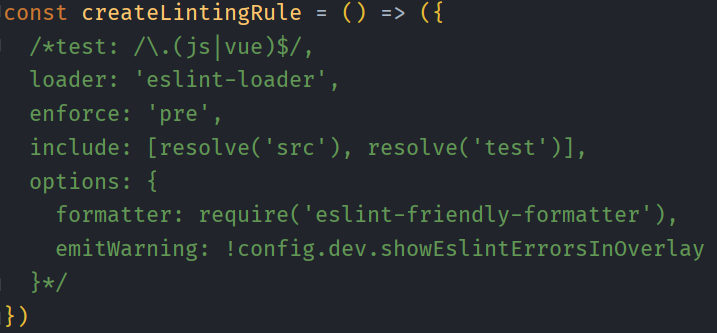 const createLintingRule = () => ({
  /*test: /\.(js|vue)$/,
  loader: 'eslint-loader',
  enforce: 'pre',
  include: [resolve('src'), resolve('test')],
  options: {
    formatter: require('eslint-friendly-formatter'),
    emitWarning: !config.dev.showEslintErrorsInOverlay
  }*/
})